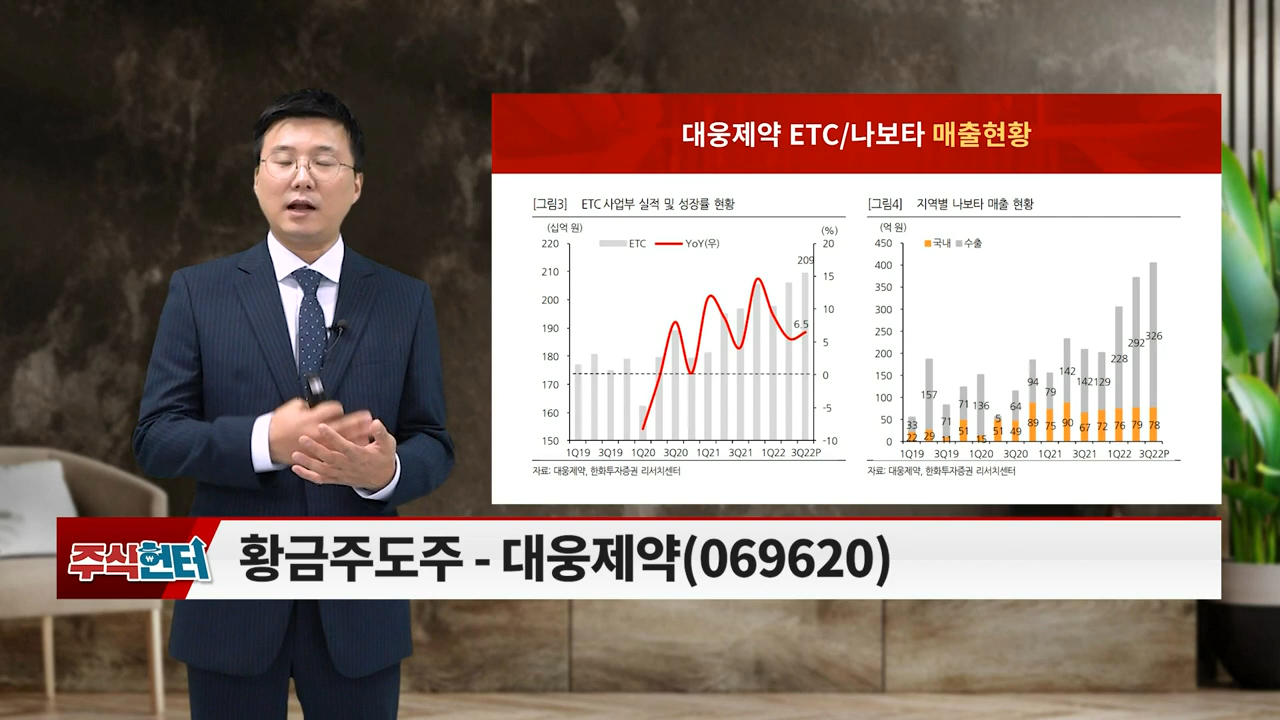 대웅제약 ETC/나보타 매출현황
[그림3] ETC 사업부 실적 및 성장률 현황
(십억 원)
(%)
ETC
YoY(우)
220
210
200
190
180
170
160
150
20
15
10
5
0
-5
-10
209
6.5
1Q19 3Q19 1Q20 3Q20 1Q21 3Q21 1Q22 3Q22P
자료: 대웅제약, 한화투자증권 리서치센터
[그림4] 지역별 나보타 매출 현황
(억 원)
국내 수출
450
400
350
300
250
200
150
100
50
0
33 157 71 71 136 5 64 94 79 142 142 129 228 292 326
22 29 11 51 15 51 49 89 75 90 67 72 76 79 78
1Q19 3Q19 1Q20 3Q20 1Q21 3Q21 1Q22 3Q22P
자료: 대웅제약, 한화투자증권 리서치센터
주식헌터
황금주도주 - 대웅제약(069620)